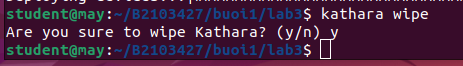 student@may:~/B2103427/buoi1/lab3$ kathara wipe
Are you sure to wipe Kathara? (y/n) y
student@may:~/B2103427/buoi1/lab3$